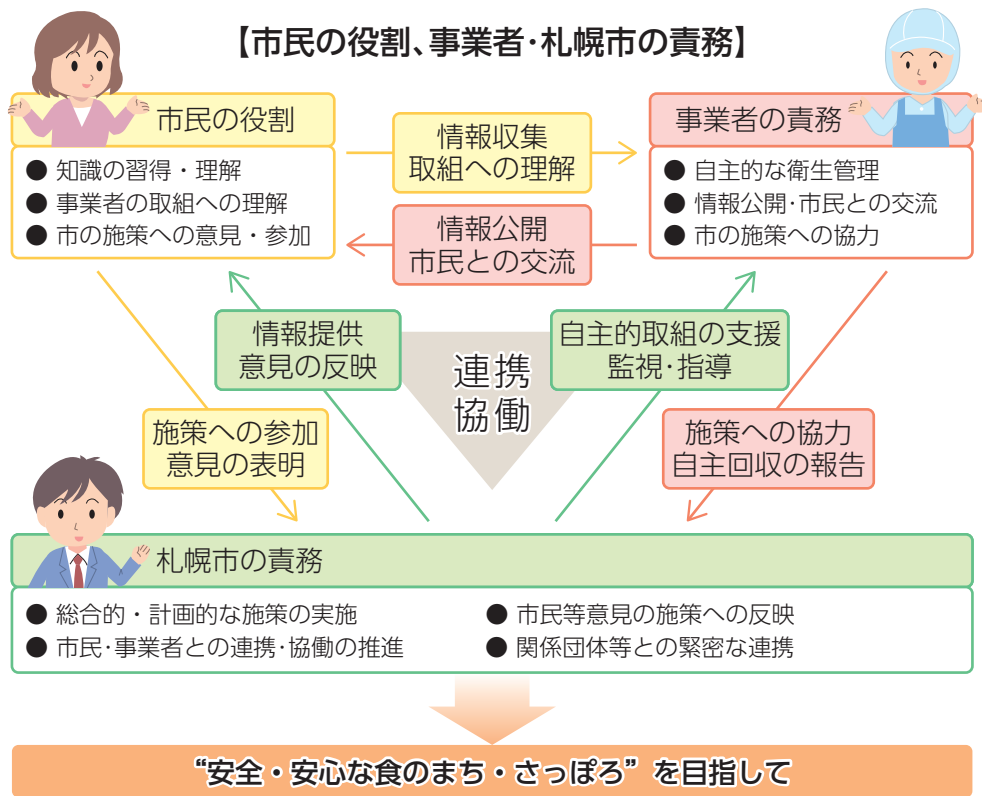 【市民の役割、事業者・札幌市の責務】
市民の役割
● 知識の習得・理解
● 事業者の取組への理解
● 市の施策への意見・参加
情報収集
取組への理解
情報公開
市民との交流
事業者の責務
● 自主的な衛生管理
● 情報公開・市民との交流
● 市の施策への協力
情報提供
意見の反映
連携
協働
自主的取組の支援
監視・指導
施策への参加
意見の表明
施策への協力
自主回収の報告
札幌市の責務
● 総合的・計画的な施策の実施
● 市民・事業者との連携・協働の推進
● 市民等意見の施策への反映
● 関係団体等との緊密な連携
“安全・安心な食のまち・さっぽろ”を目指して